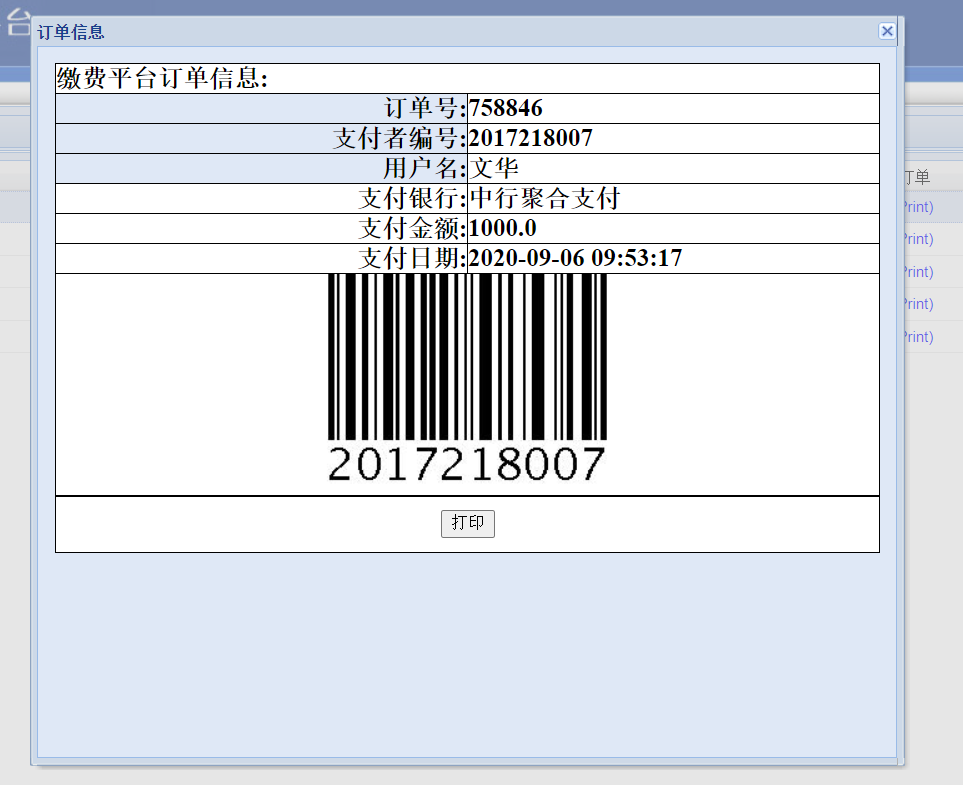 台
订单信息
缴费平台订单信息:
订单号:758846
支付者编号:2017218007
用户名:文华
支付银行:中行聚合支付
支付金额:1000.0
支付日期:2020-09-06 09:53:17
2017218007
打印
订单
Print)
Print)
Print)
Print)
Print)